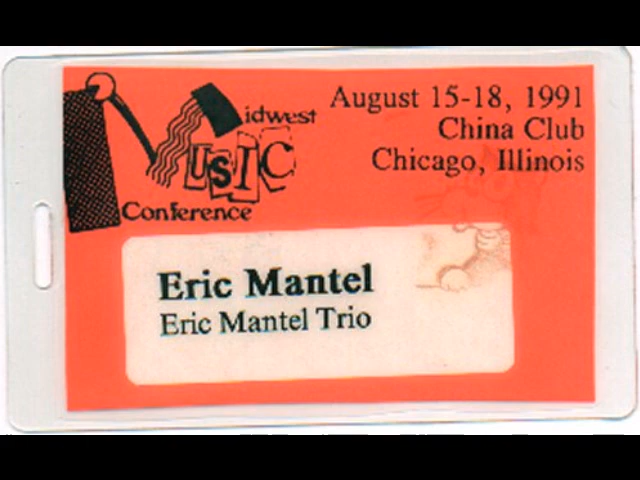 Midwest
Music
Conference
August 15-18, 1991
China Club
Chicago, Illinois
Eric Mantel
Eric Mantel Trio